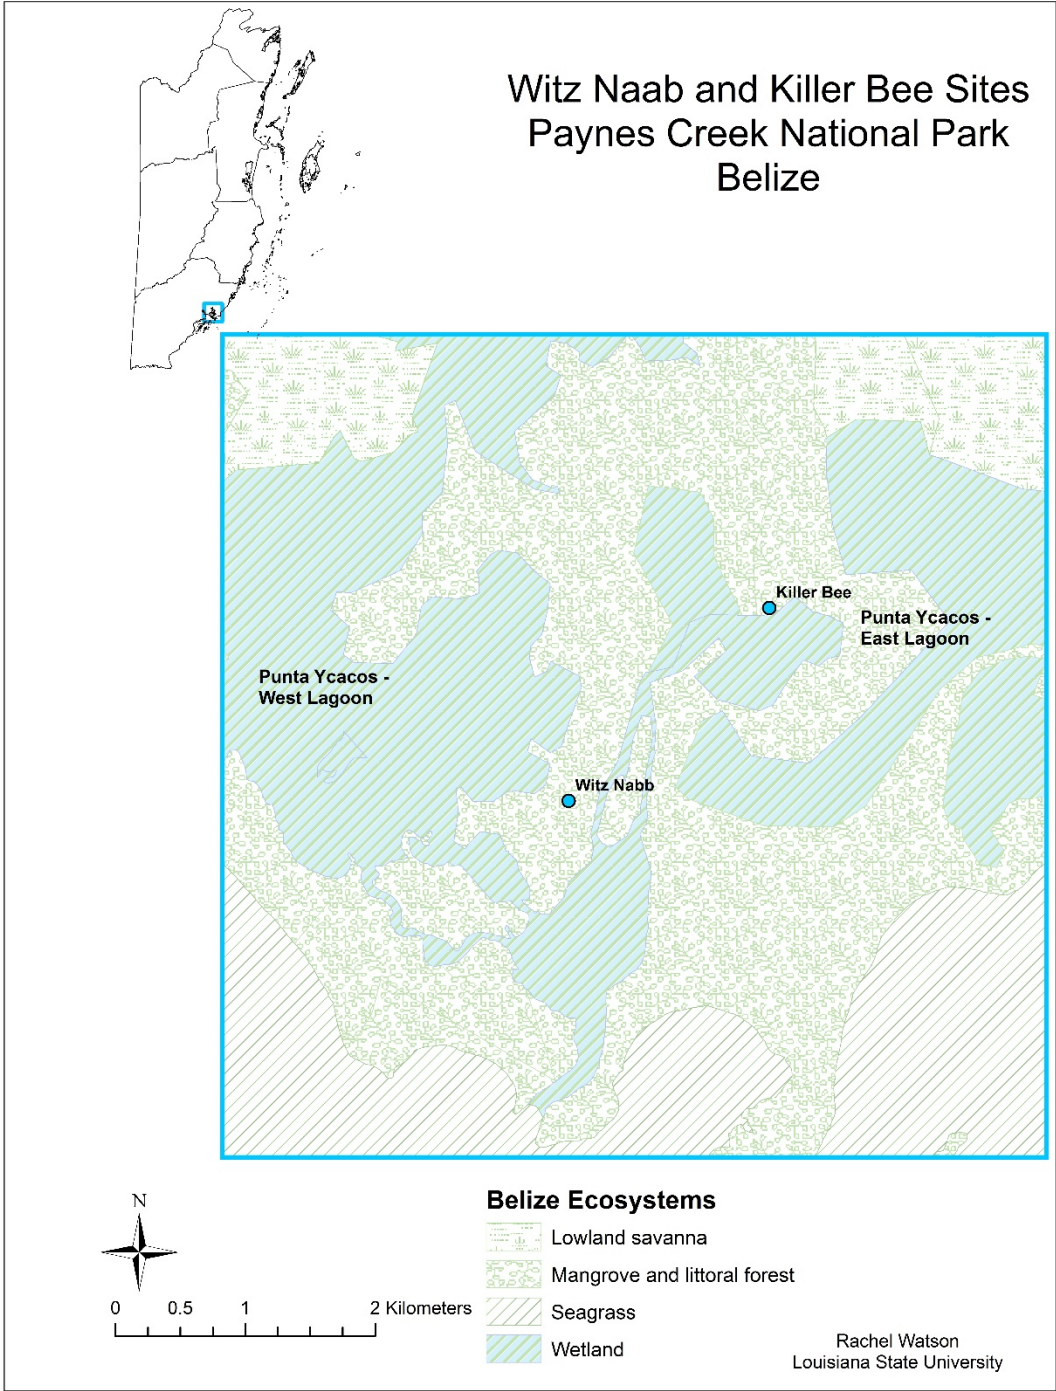 Witz Naab and Killer Bee Sites
Paynes Creek National Park
Belize
Killer Bee
Punta Ycacos -
East Lagoon
Punta Ycacos -
West Lagoon
Witz Nabb
N
0 0.5 1 2 Kilometers
Belize Ecosystems
Lowland savanna
Mangrove and littoral forest
Seagrass
Wetland
Rachel Watson
Louisiana State University